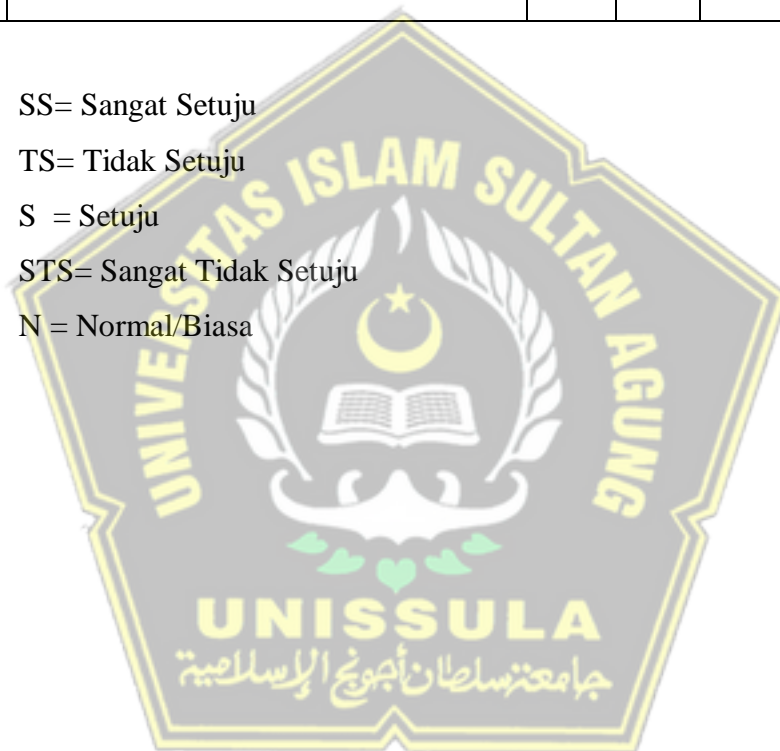 SS= Sangat Setuju
TS= Tidak Setuju
S = Setuju
STS= Sangat Tidak Setuju
N = Normal/Biasa
UNIVERSITAS ISLAM SULTAN AGUNG
UNISSULA
جامعة سلطان أجونج الإسلامية